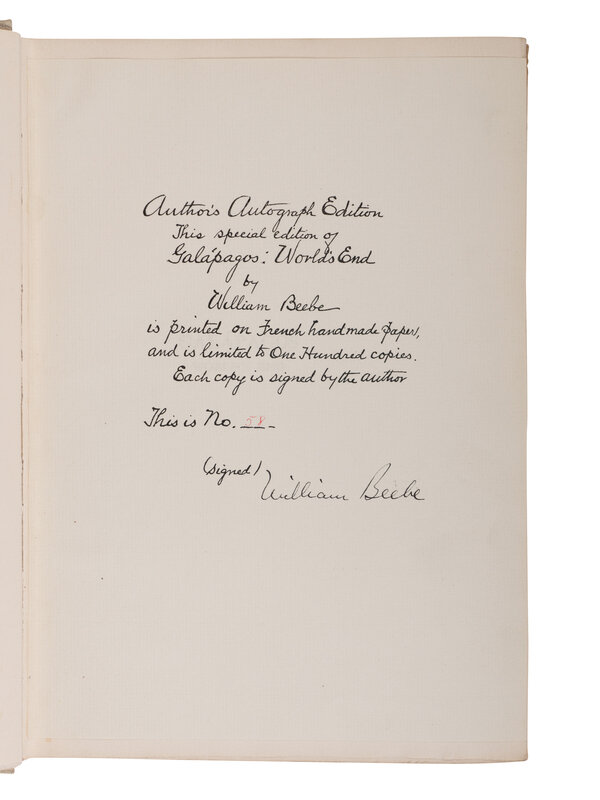 Author's Autograph Edition
This special edition of
Galápagos: World's End
by
William Beebe
is printed on French handmade paper,
and is limited to One Hundred copies.
Each copy is signed by the author
This is No. 58
(signed)
William Beebe